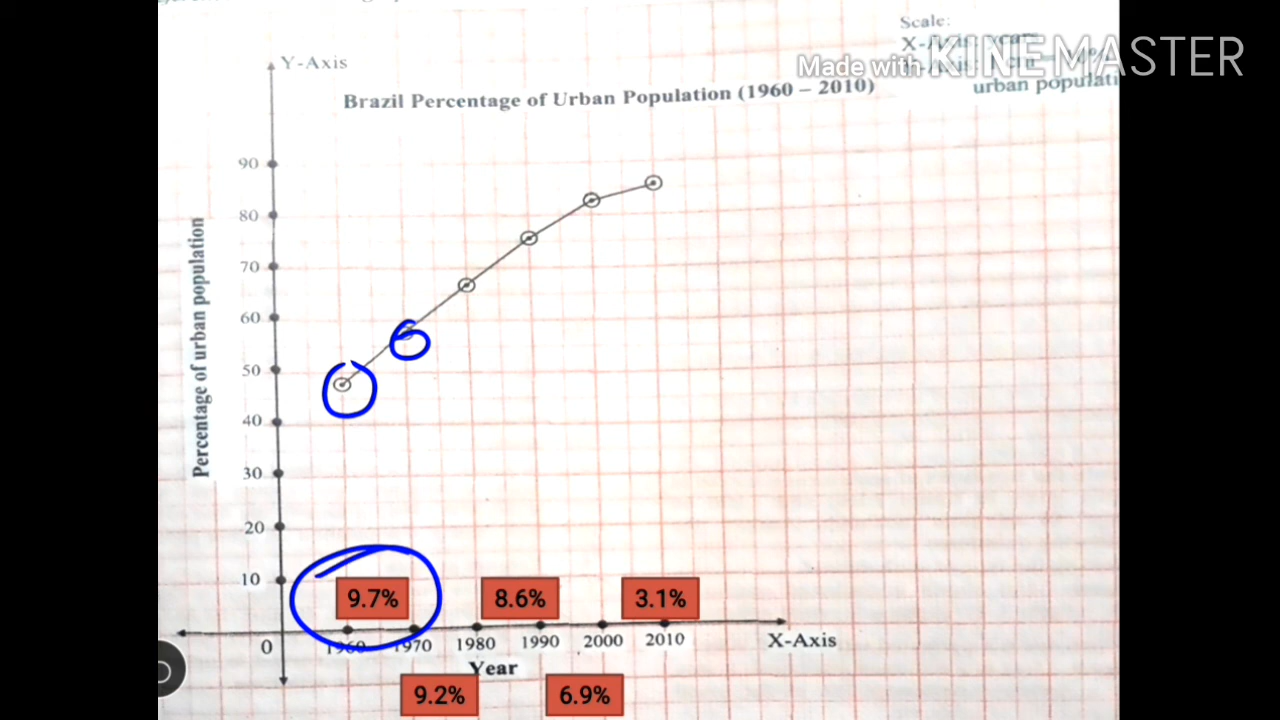 Scale:
X-Axis: years
Made with KINEMASTER
urban populati
Y-Axis
Brazil Percentage of Urban Population (1960 – 2010)
90
80
70
60
50
40
30
20
10
0
Percentage of urban population
9.7%
8.6%
3.1%
1960
1970
1980
1990
2000
2010
X-Axis
Year
9.2%
6.9%